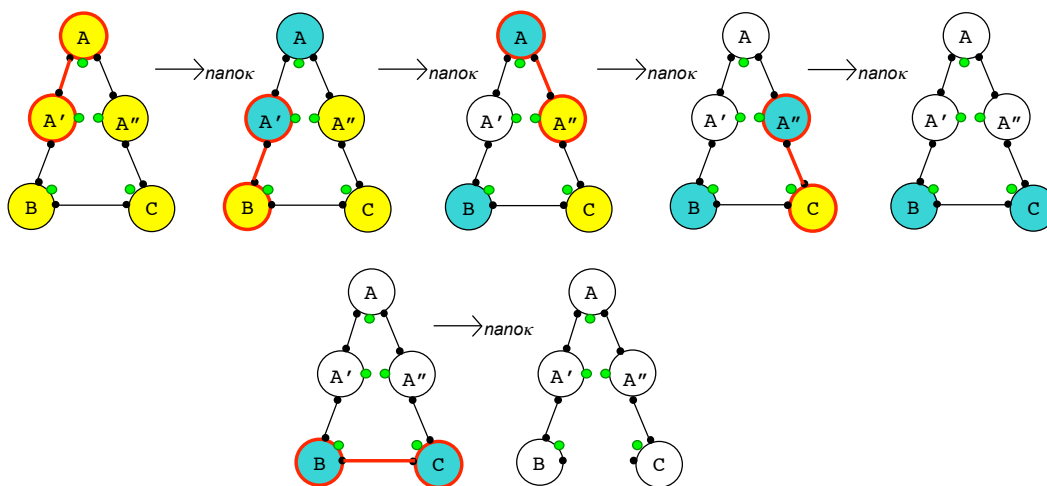 A A A A A
nanoκ nanoκ nanoκ nanoκ
A′ A″ A′ A″ A′ A″ A′ A″ A′ A″
B C B C B C B C B C
A A
nanoκ
A′ A″ A′ A″
B C B C